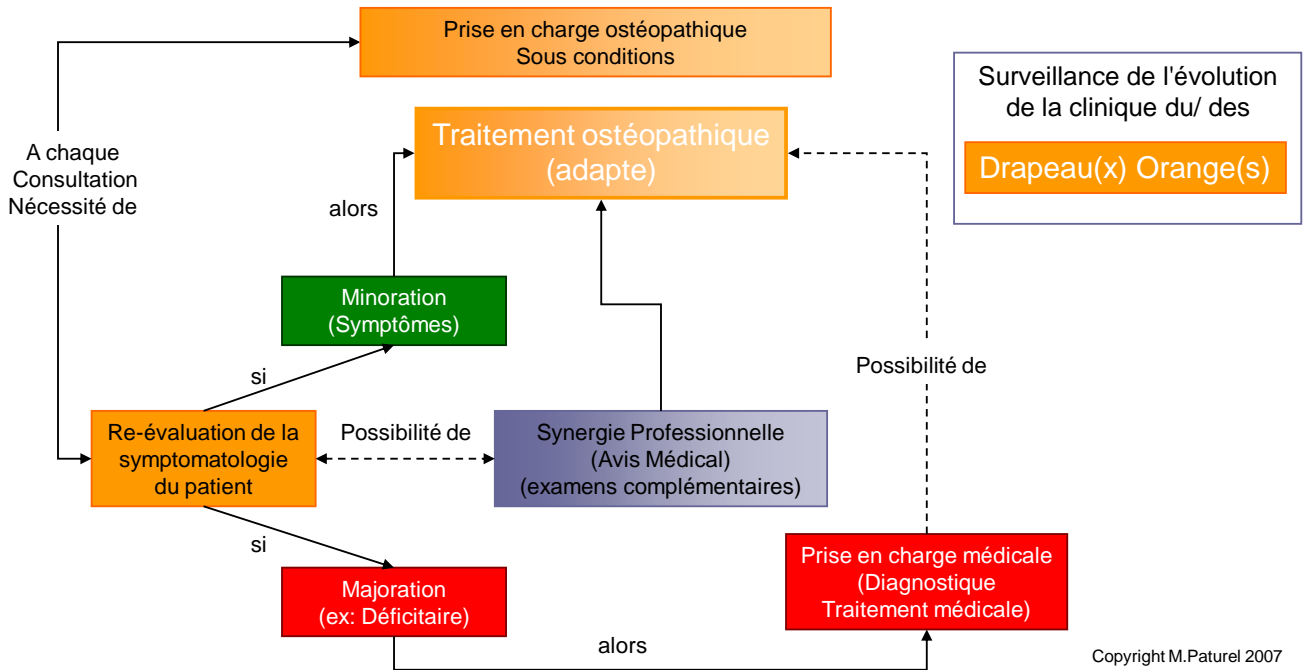 Prise en charge ostéopathique
Sous conditions
Surveillance de l'évolution
de la clinique du/ des
Drapeau(x) Orange(s)
Traitement ostéopathique
(adapte)
A chaque
Consultation
Nécessité de
alors
Minoration
(Symptômes)
Possibilité de
si
Re-évaluation de la
symptomatologie
du patient
Possibilité de
Synergie Professionnelle
(Avis Médical)
(examens complémentaires)
si
Majoration
(ex: Déficitaire)
Prise en charge médicale
(Diagnostique
Traitement médicale)
alors
Copyright M.Paturel 2007